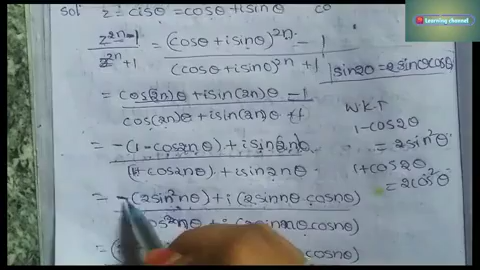 Sol: z = cisθ = cosθ + isinθ
Learning channel
z^2n - 1 / z^2n + 1 = (cosθ + isinθ)^2n - 1 / (cosθ + isinθ)^2n + 1
sin2θ = 2sinθcosθ
= cos(2n)θ + isin(2n)θ - 1 / cos(2n)θ + isin(2n)θ + 1
W.K.T
1-cos2θ = 2sin²θ
= -(1-cos2nθ) + isin2nθ / (1+cos2nθ) + isin2nθ
1+cos2θ = 2cos²θ
= -(2sin²nθ) + i(2sinnθ cosnθ)